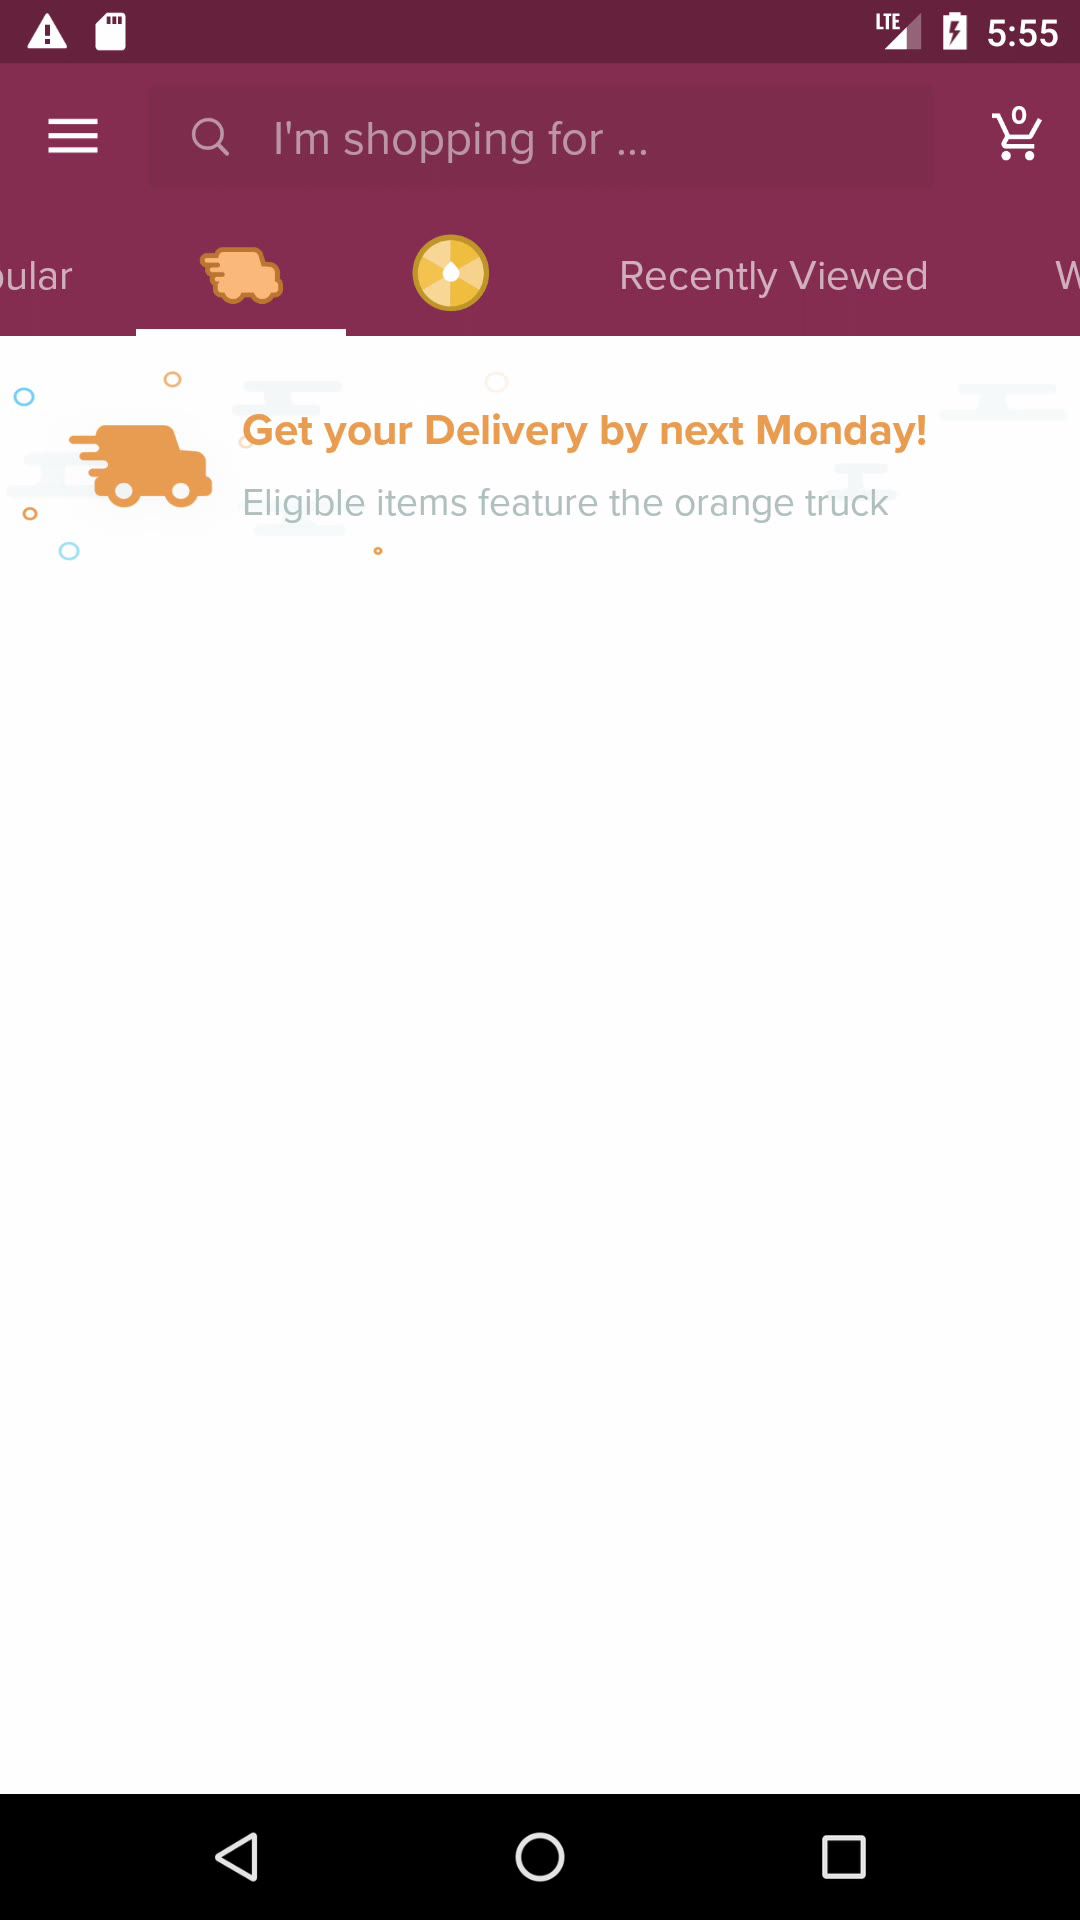 LTE 5:55
I'm shopping for ... 0
pular Recently Viewed W
Get your Delivery by next Monday!
Eligible items feature the orange truck